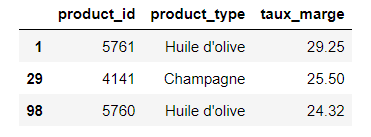 product_id product_type taux_marge
1 5761 Huile d'olive 29.25
29 4141 Champagne 25.50
98 5760 Huile d'olive 24.32